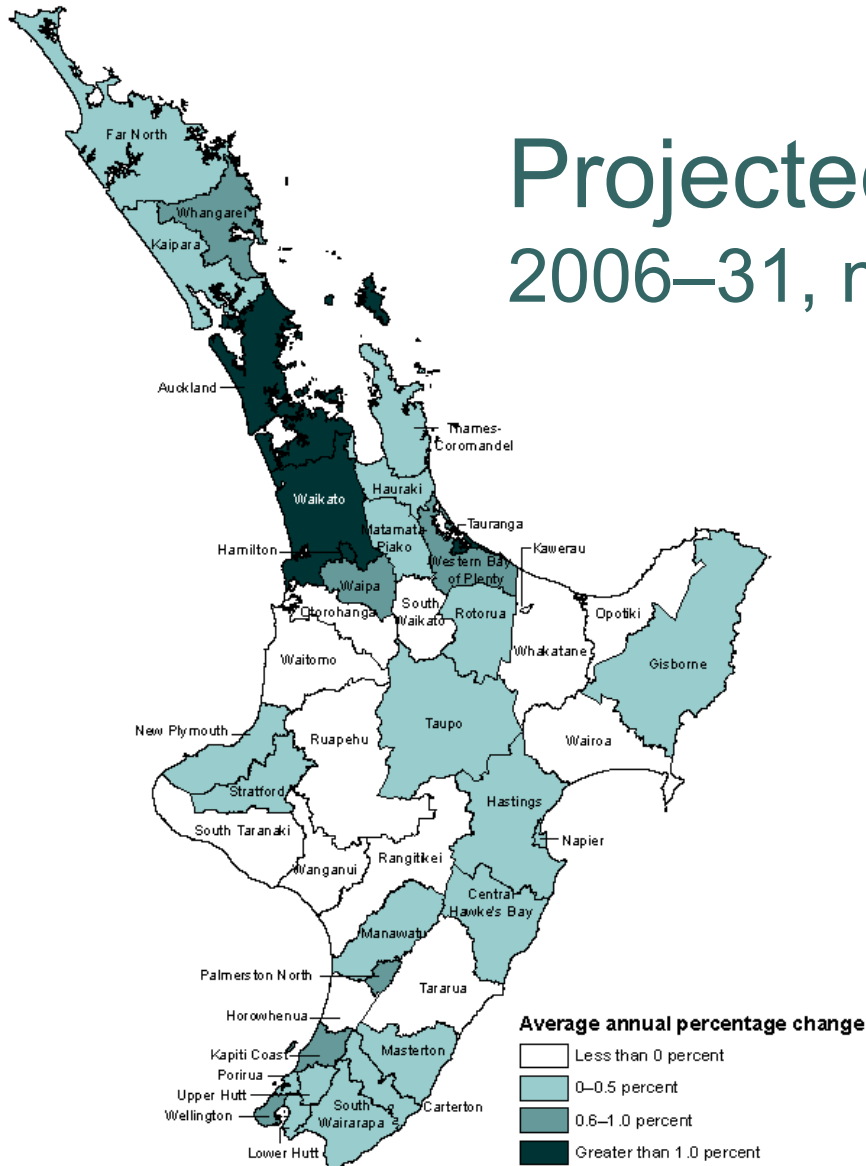 Projected
2006–31, n
Far North
Whangarei
Kaipara
Auckland
Thames-
Coromandel
Hauraki
Waikato
Tauranga
Matamata
Piako
Hamilton
Kawerau
Western Bay
of Plenty
Waipa
Otorohanga
South
Waikato
Rotorua
Opotiki
Whakatane
Waitomo
Gisborne
New Plymouth
Ruapehu
Taupo
Wairoa
Stratford
Hastings
South Taranaki
Napier
Rangitikei
Wanganui
Central
Hawke's Bay
Manawatu
Palmerston North
Tararua
Horowhenua
Kapiti Coast
Masterton
Porirua
Upper Hutt
South
Wairarapa
Carterton
Wellington
Lower Hutt
Average annual percentage change
Less than 0 percent
0–0.5 percent
0.6–1.0 percent
Greater than 1.0 percent